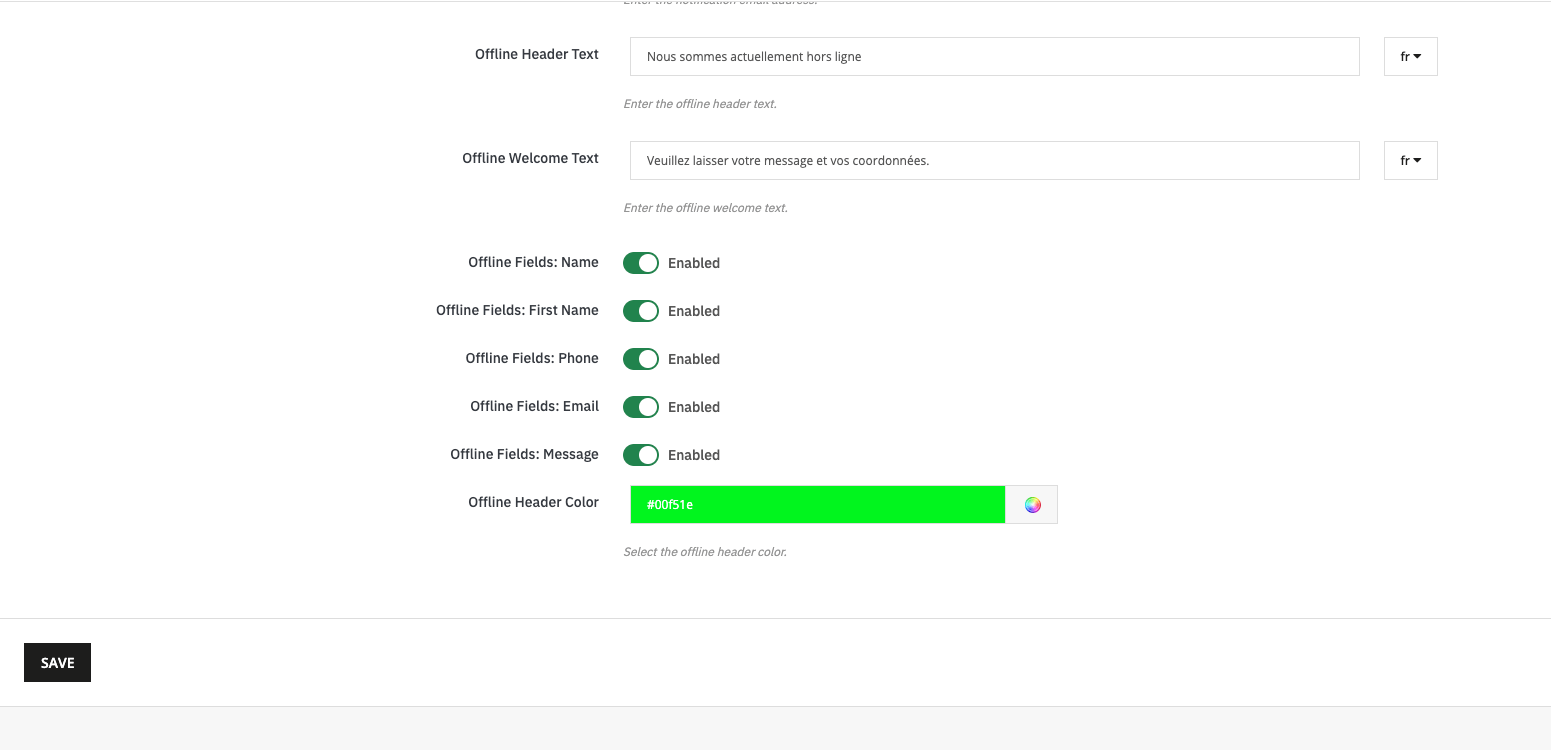 Enter the notification email address.
Offline Header Text
Nous sommes actuellement hors ligne
fr
Enter the offline header text.
Offline Welcome Text
Veuillez laisser votre message et vos coordonnées.
fr
Enter the offline welcome text.
Offline Fields: Name
Enabled
Offline Fields: First Name
Enabled
Offline Fields: Phone
Enabled
Offline Fields: Email
Enabled
Offline Fields: Message
Enabled
Offline Header Color
#00f51e
Select the offline header color.
SAVE